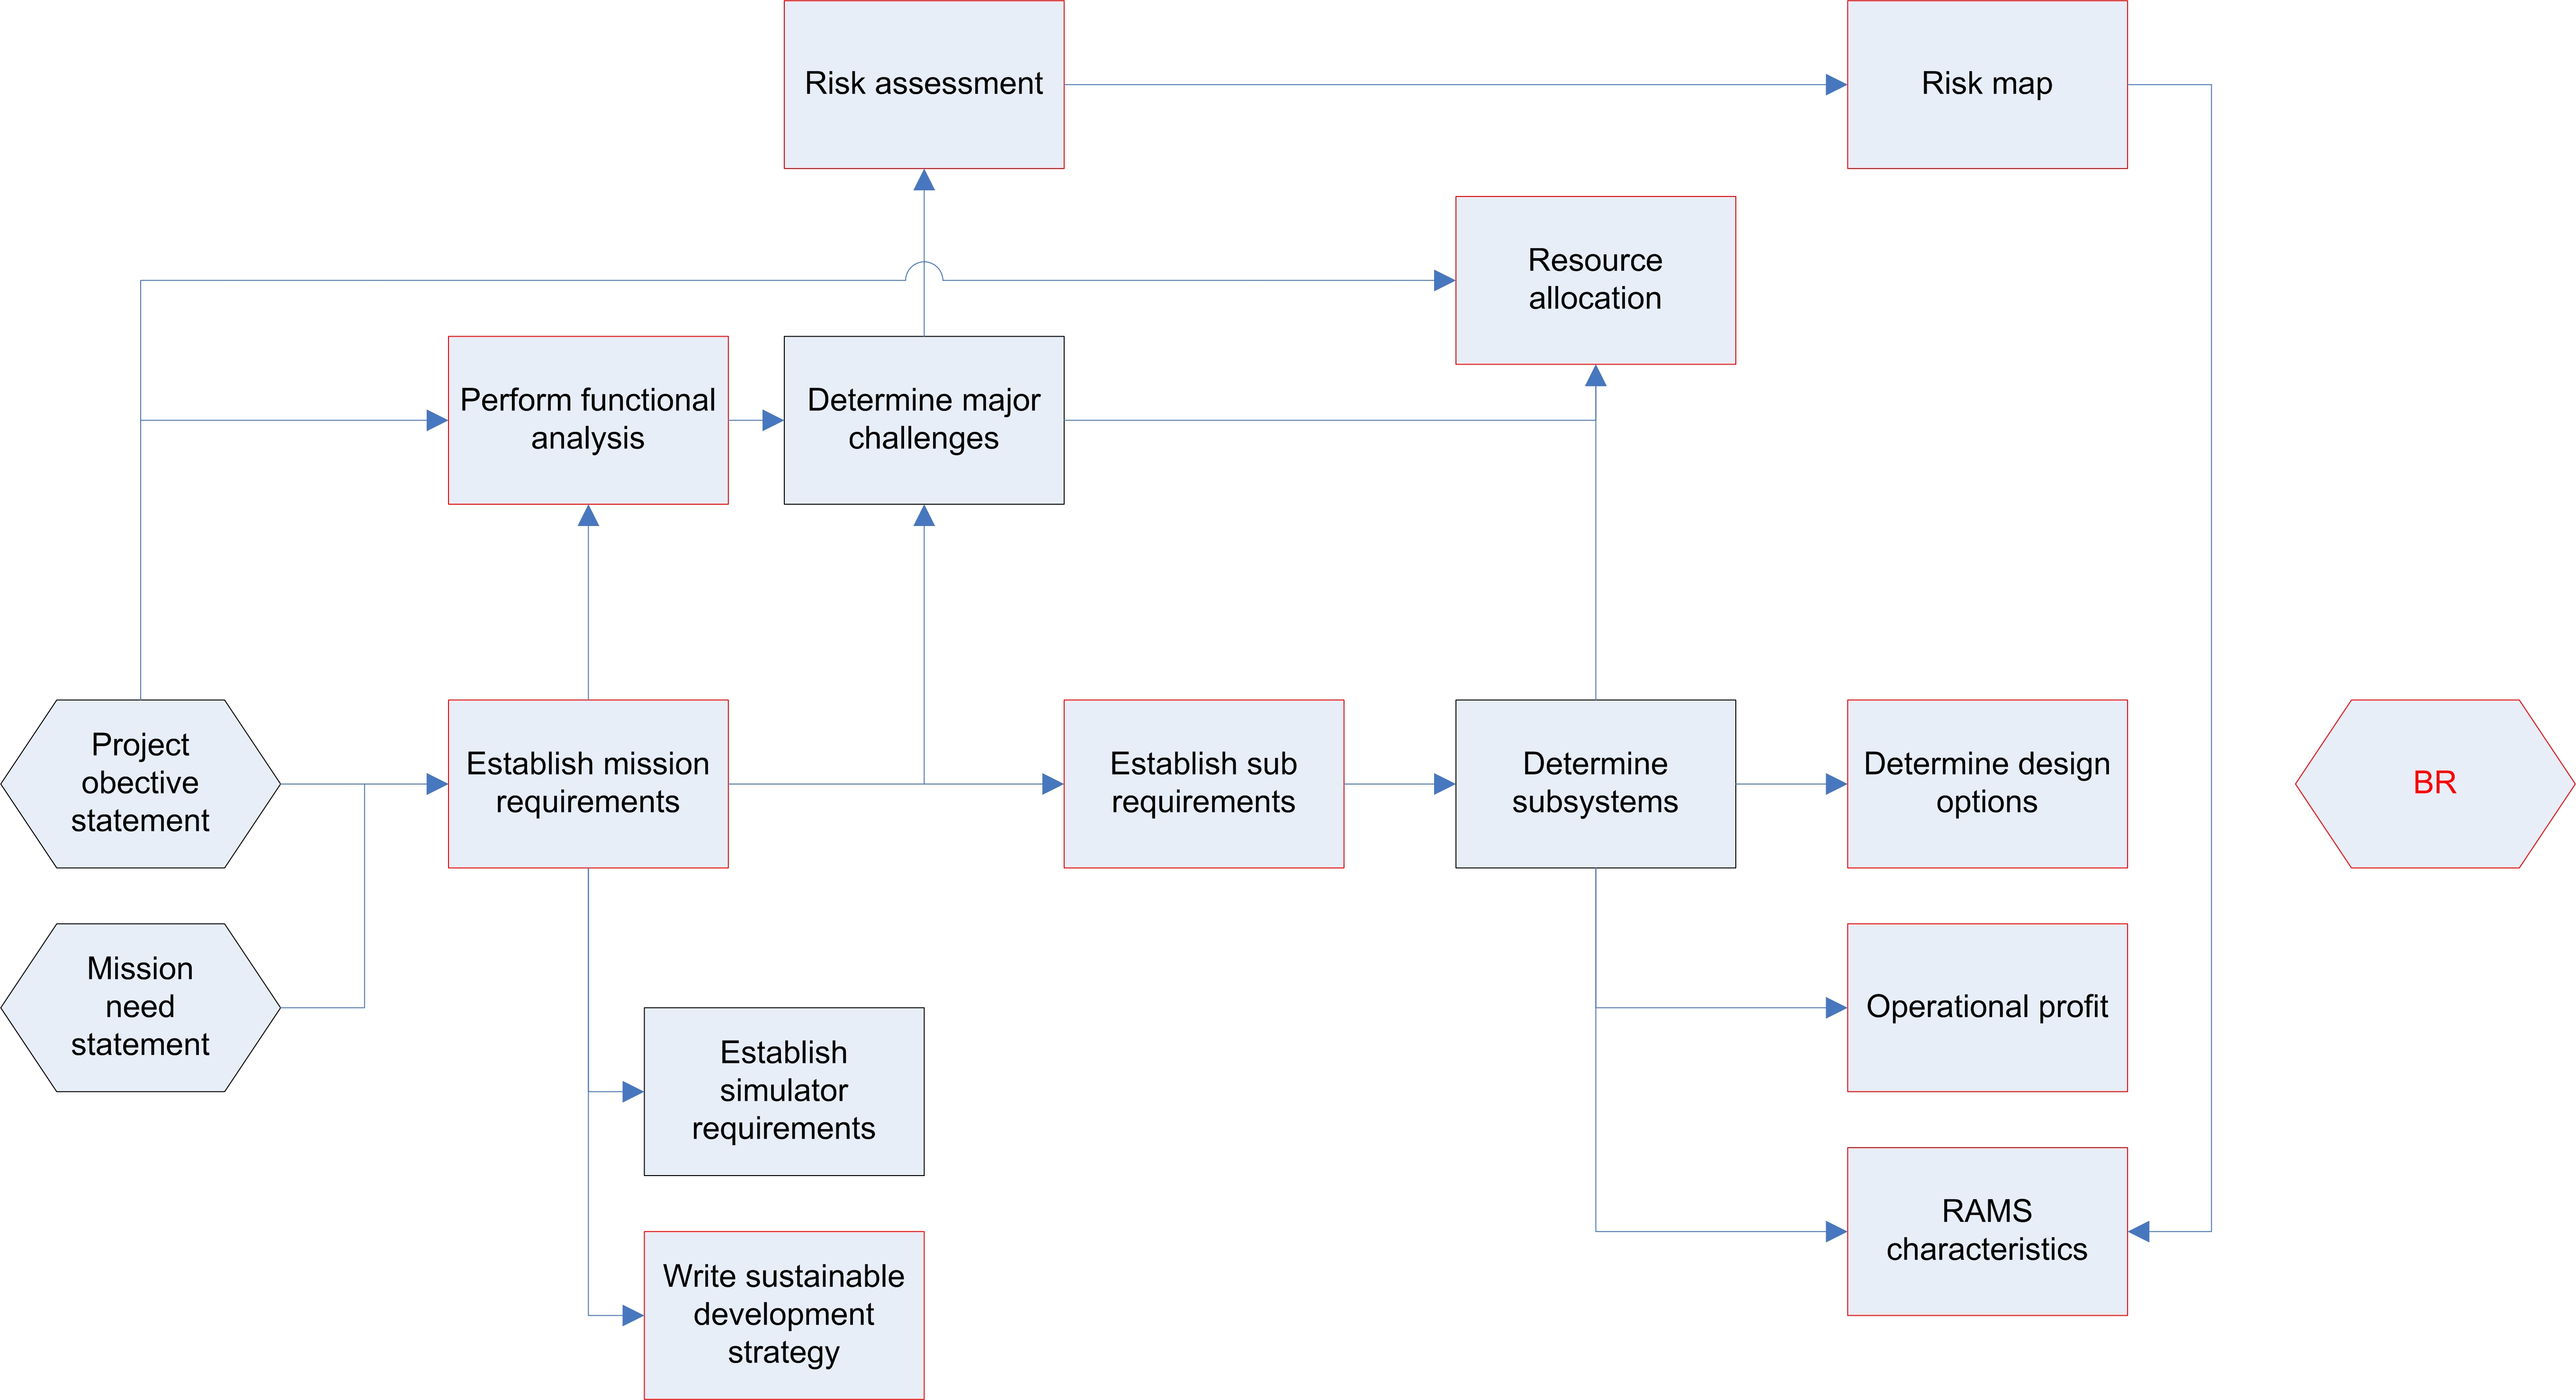 Risk assessment
Risk map
Resource
allocation
Perform functional
analysis
Determine major
challenges
Project
obective
statement
Establish mission
requirements
Establish sub
requirements
Determine
subsystems
Determine design
options
BR
Mission
need
statement
Operational profit
Establish
simulator
requirements
RAMS
characteristics
Write sustainable
development
strategy